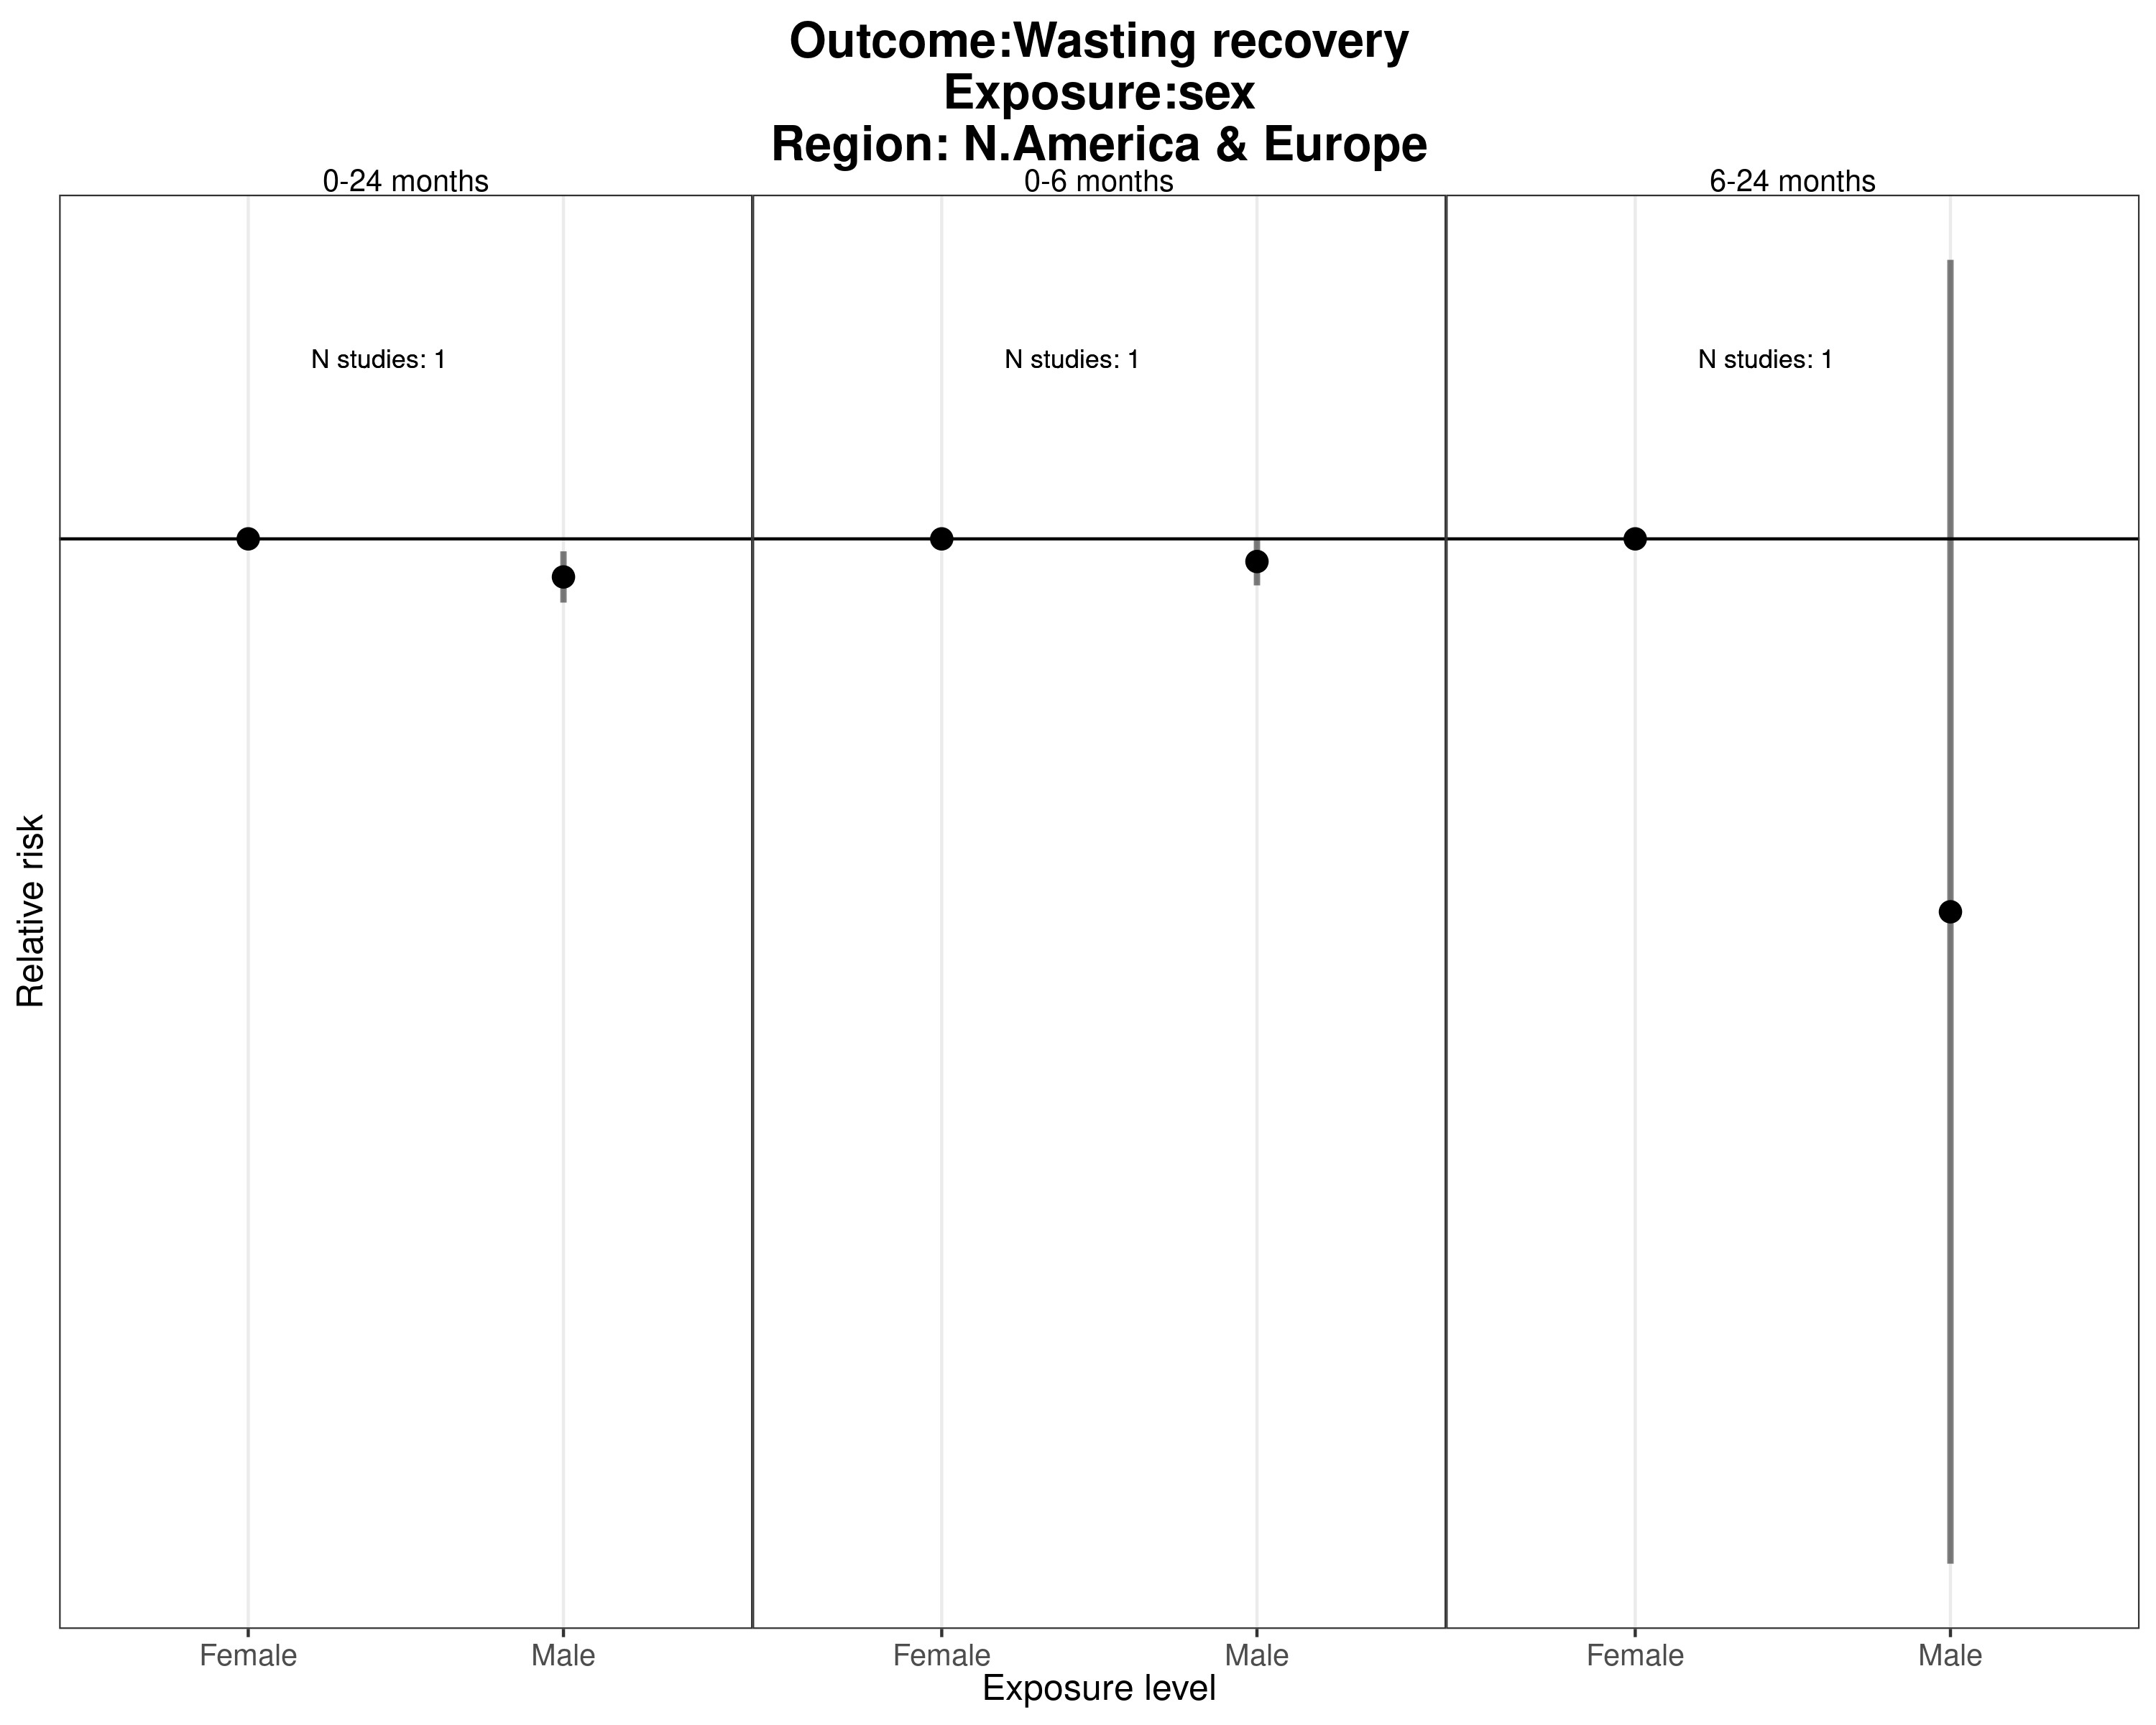 Outcome:Wasting recovery
Exposure:sex
Region: N.America & Europe
0-24 months
0-6 months
6-24 months
N studies: 1
N studies: 1
N studies: 1
Relative risk
Female
Male
Female
Male
Female
Male
Exposure level